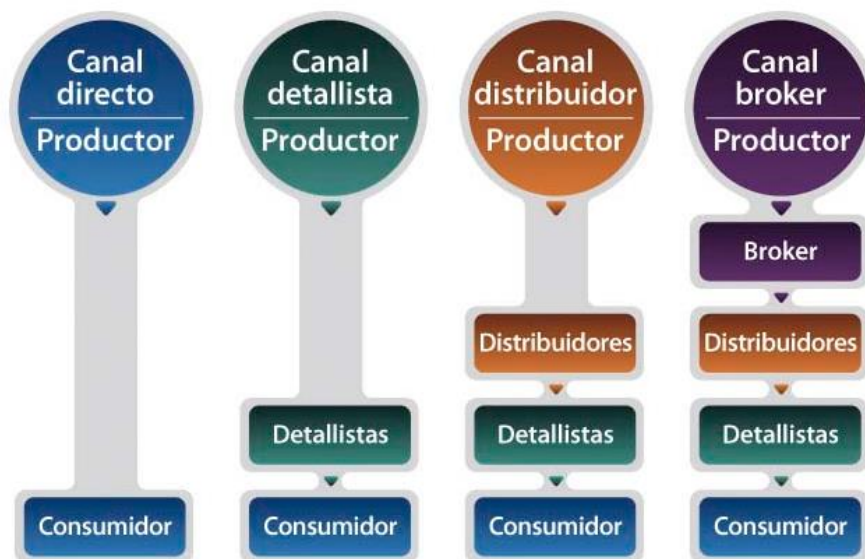 Canal
directo
Productor
Consumidor
Canal
detallista
Productor
Detallistas
Consumidor
Canal
distribuidor
Productor
Distribuidores
Detallistas
Consumidor
Canal
broker
Productor
Broker
Distribuidores
Detallistas
Consumidor